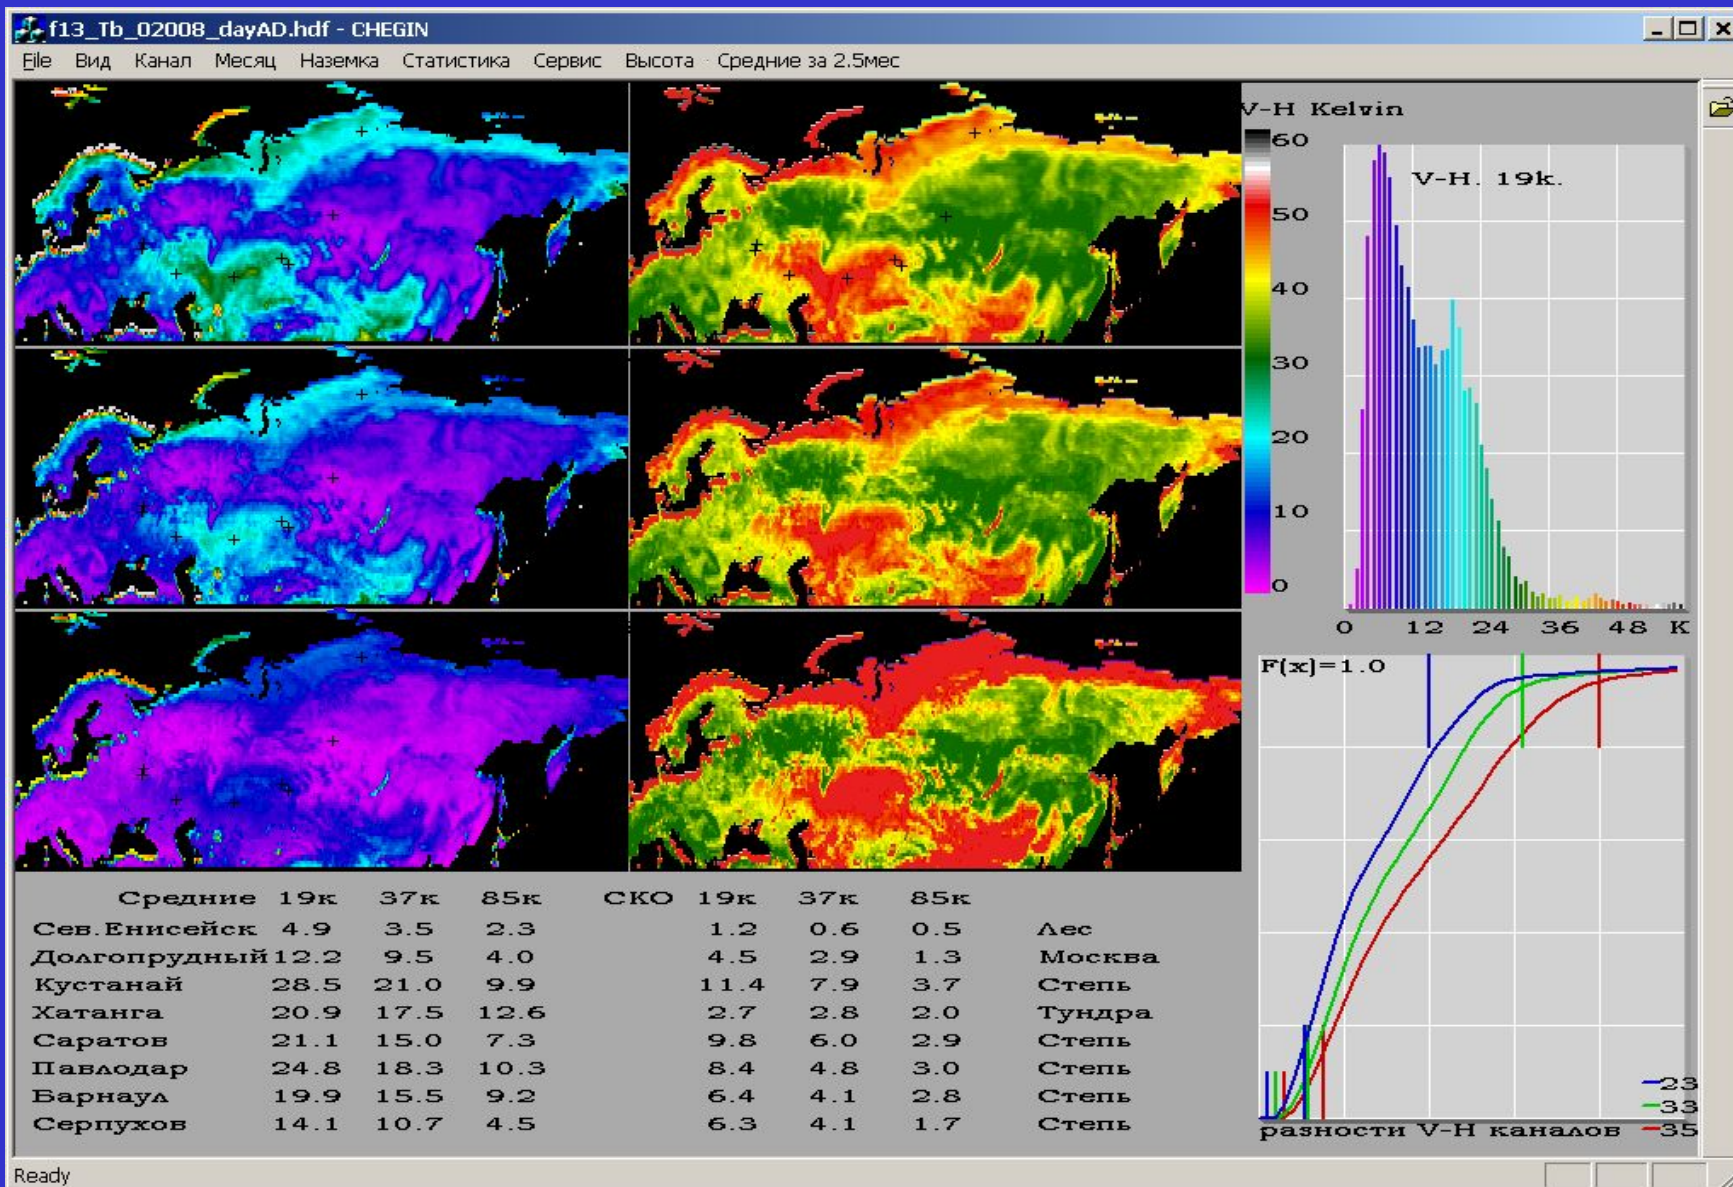 f13_Tb_02008_dayAD.hdf - CHEGIN
File Вид Канал Месяц Наземка Статистика Сервис Высота Средние за 2.5мес
V-H Kelvin
60
50
40
30
20
10
0
V-H. 19k.
0 12 24 36 48 K
F(x)=1.0
23
33
разности V-H каналов 35
Средние 19к 37к 85к СКО 19к 37к 85к
Сев.Енисейск 4.9 3.5 2.3 1.2 0.6 0.5 Лес
Долгопрудный 12.2 9.5 4.0 4.5 2.9 1.3 Москва
Кустанай 28.5 21.0 9.9 11.4 7.9 3.7 Степь
Хатанга 20.9 17.5 12.6 2.7 2.8 2.0 Тундра
Саратов 21.1 15.0 7.3 9.8 6.0 2.9 Степь
Павлодар 24.8 18.3 10.3 8.4 4.8 3.0 Степь
Барнаул 19.9 15.5 9.2 6.4 4.1 2.8 Степь
Серпухов 14.1 10.7 4.5 6.3 4.1 1.7 Степь
Ready